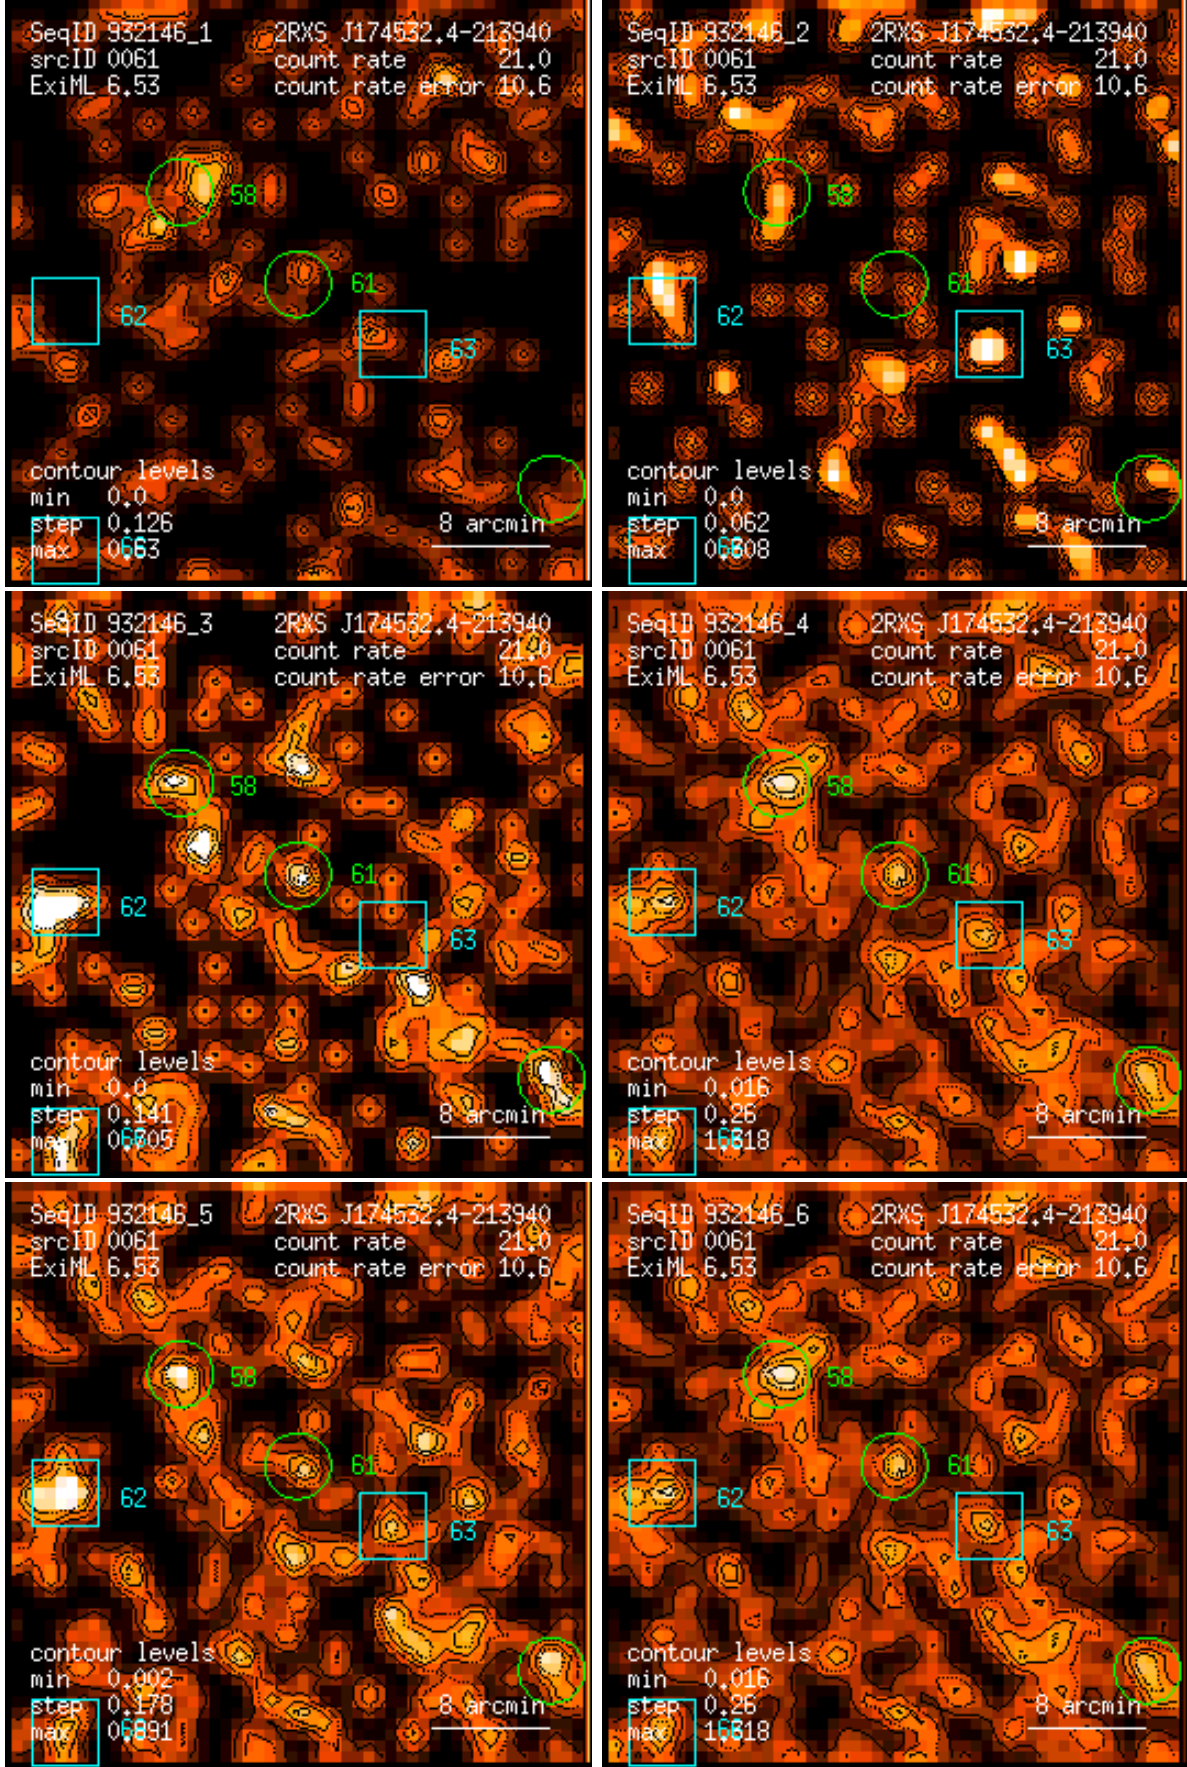 SeqID 932146_1 2RXS J174532.4-213940
srcID 0061 count rate 21.0
ExiML 6.53 count rate error 10.6
58
61
62
63
contour levels
min 0.0
step 0.126 8 arcmin
max
SeqID 932146_2 2RXS J174532.4-213940
srcID 0061 count rate 21.0
ExiML 6.53 count rate error 10.6
58
61
62
63
contour levels
min 0.0
step 0.062 8 arcmin
max
SeqID 932146_3 2RXS J174532.4-213940
srcID 0061 count rate 21.0
ExiML 6.53 count rate error 10.6
58
61
62
63
contour levels
min 0.0
step 0.141 8 arcmin
max
SeqID 932146_4 2RXS J174532.4-213940
srcID 0061 count rate 21.0
ExiML 6.53 count rate error 10.6
58
61
62
63
contour levels
min 0.016
step 0.26 8 arcmin
max
SeqID 932146_5 2RXS J174532.4-213940
srcID 0061 count rate 21.0
ExiML 6.53 count rate error 10.6
58
61
62
63
contour levels
min 0.002
step 0.178 8 arcmin
max
SeqID 932146_6 2RXS J174532.4-213940
srcID 0061 count rate 21.0
ExiML 6.53 count rate error 10.6
58
61
62
63
contour levels
min 0.016
step 0.26 8 arcmin
max